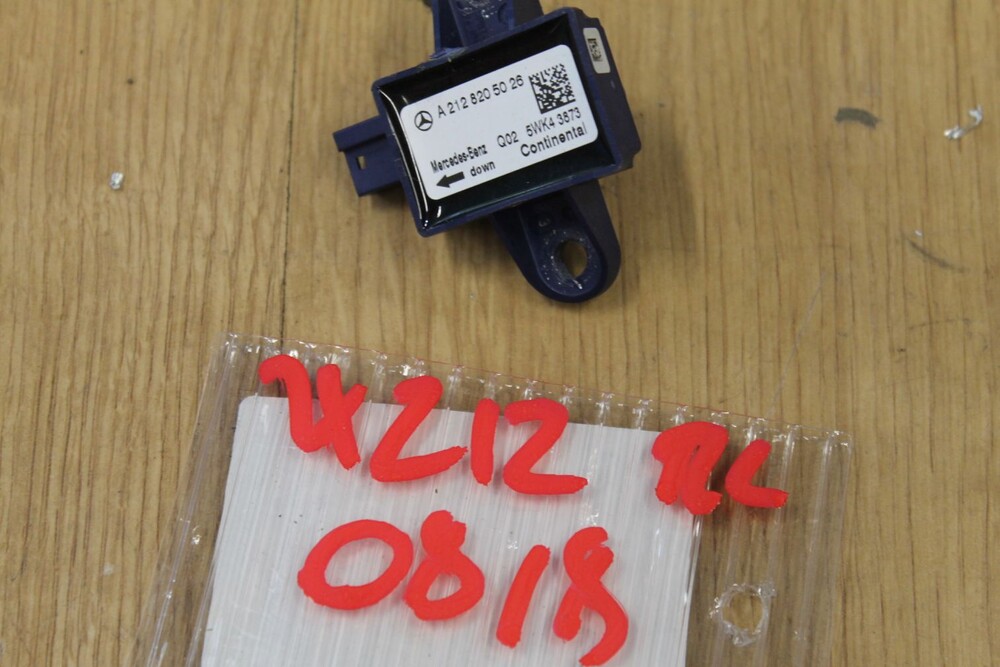 A 212 820 50 26
Q02 5WK4 3873
Mercedes-Benz
Continental
down
W212 RL
0818